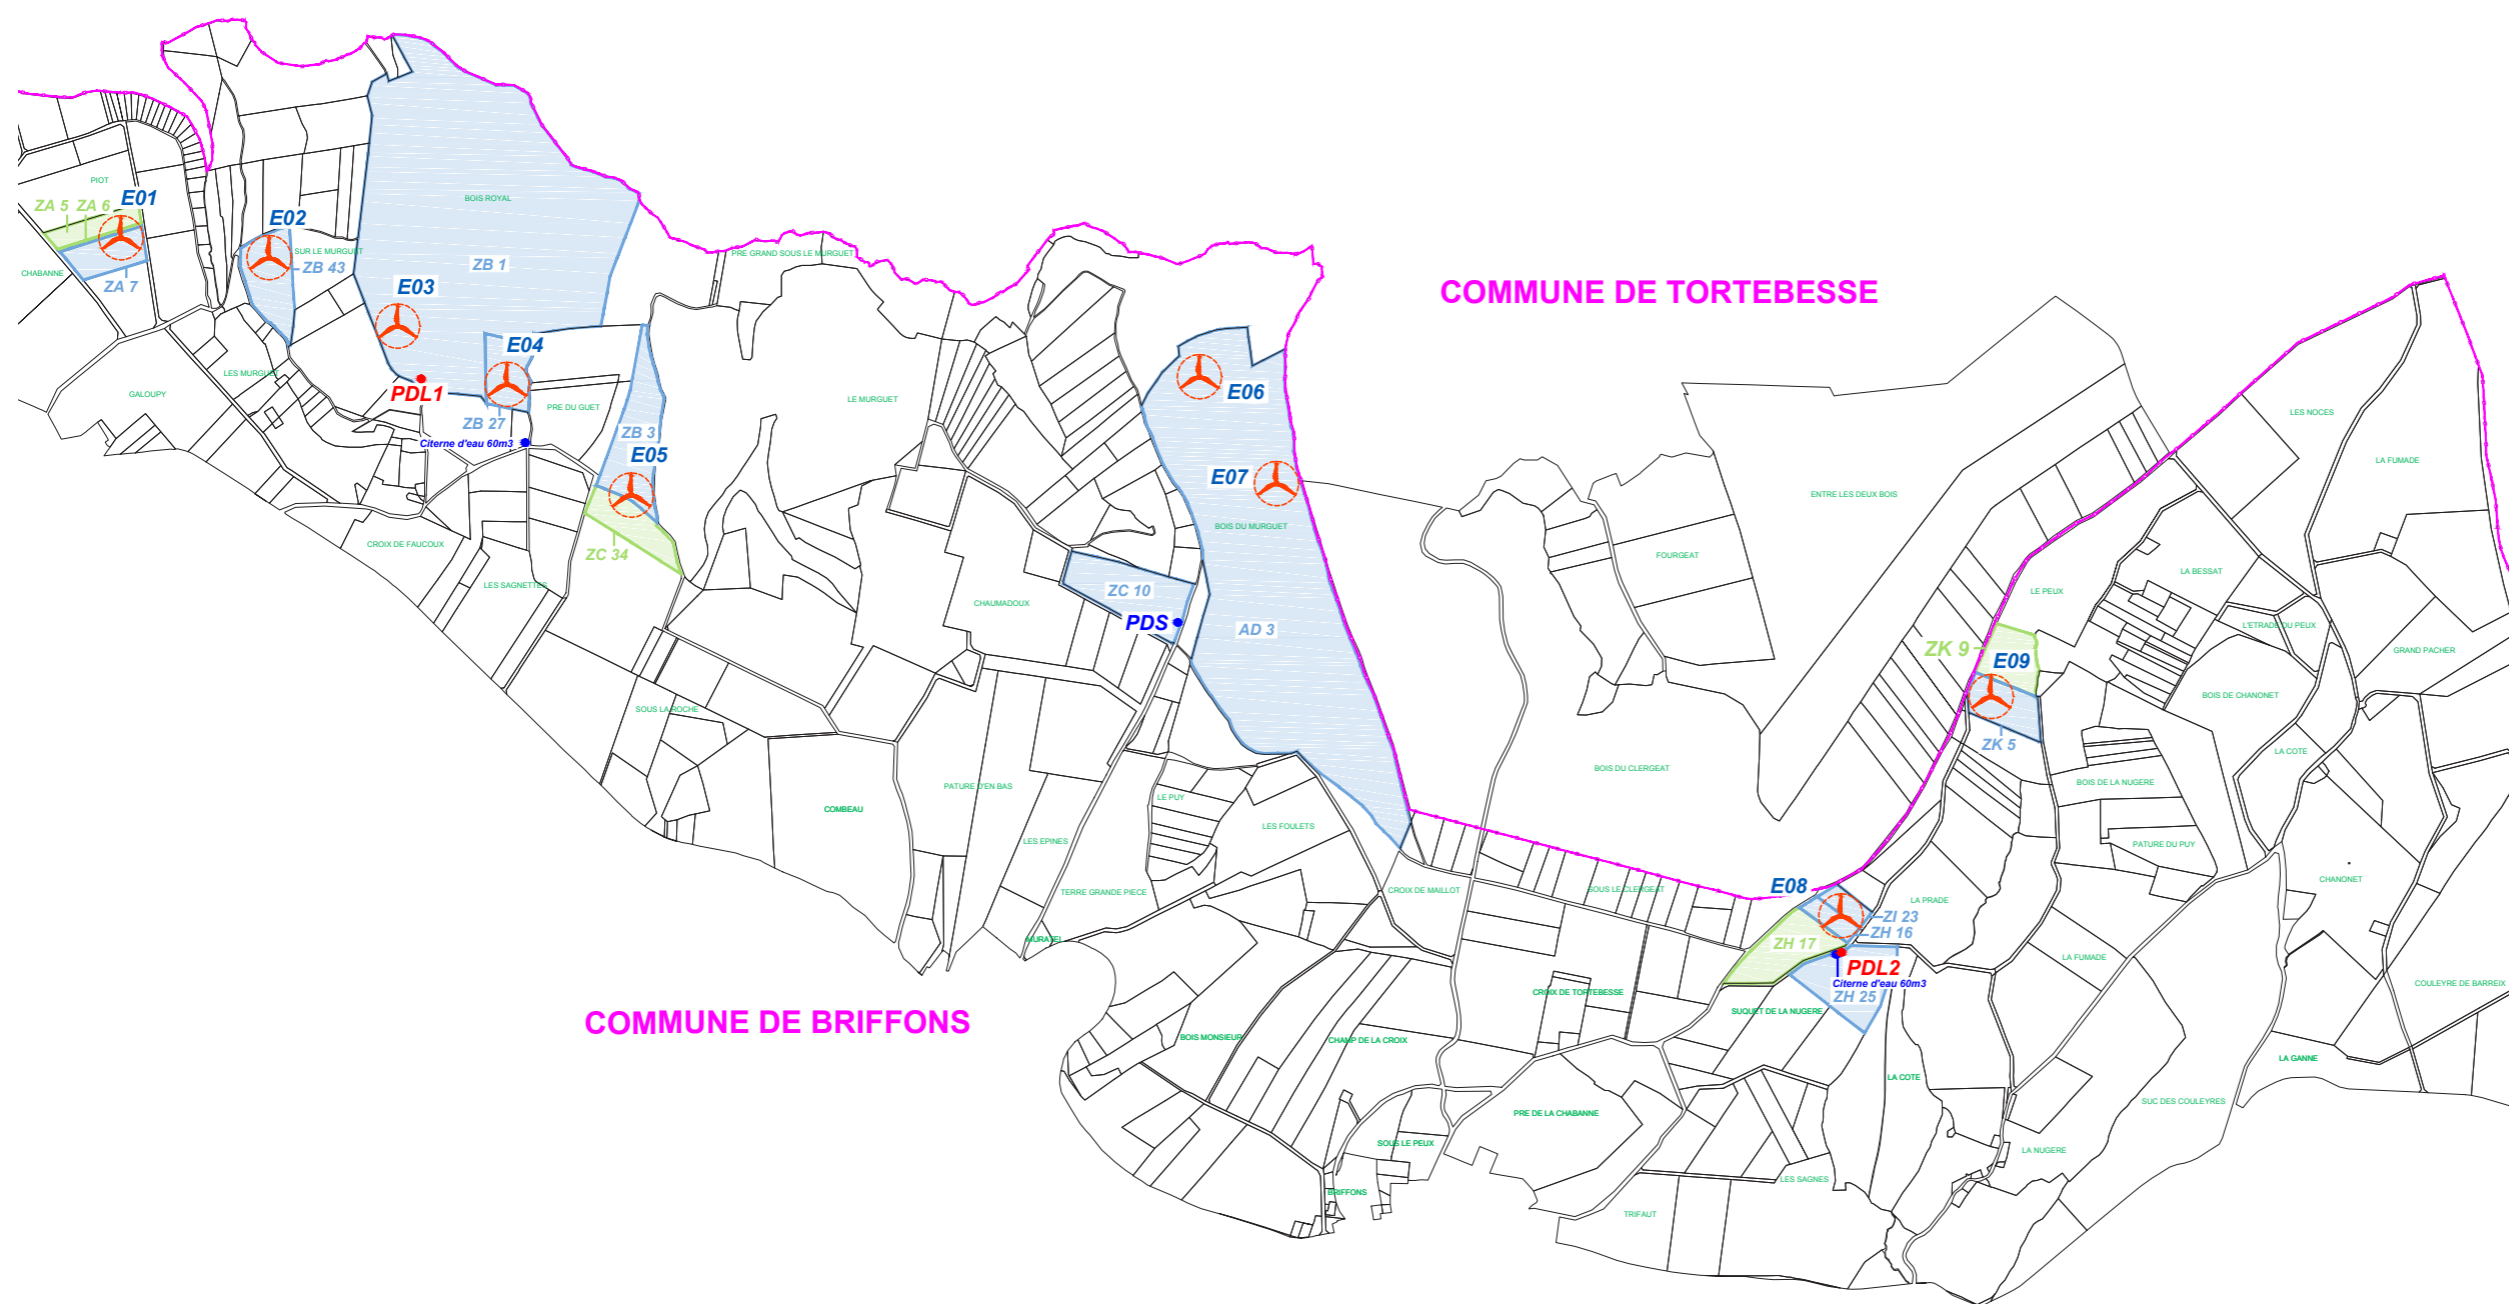 PIOT
ZA 5
ZA 6
E01
E02
SUR LE MURGUET
ZB 43
CHABANNE
ZA 7
BOIS ROYAL
ZB 1
E03
E04
PDL1
ZB 27
Citerne d'eau 60m3
PRE DU GUET
ZB 3
E05
ZC 34
LES MURGUET
GALOUPY
CROIX DE FAUCOUX
LES SAGNETTES
PRE GRAND SOUS LE MURGUET
LE MURGUET
COMMUNE DE TORTEBESSE
E06
E07
BOIS DU MURGUET
CHAUMADOUX
ZC 10
PDS
AD 3
SOUS LA ROCHE
COMBEAU
PATURE D'EN BAS
LES EPINES
LE PUY
LES FOULETS
TERRE GRANDE PIECE
MURATEL
CROIX DE MAILLOT
SOUS LE CLERGEAT
BOIS DU CLERGEAT
FOURGEAT
ENTRE LES DEUX BOIS
LES NOCES
LA FUMADE
LA BESSAT
LE PEUX
L'ETRADE DU PEUX
GRAND PACHER
ZK 9
E09
ZK 5
BOIS DE CHANONET
LA COTE
BOIS DE LA NUGERE
PATURE DU PUY
CHANONET
E08
LA PRADE
ZI 23
ZH 16
ZH 17
PDL2
Citerne d'eau 60m3
ZH 25
LA FUMADE
COULEYRE DE BARREIX
SUQUET DE LA NUGERE
CROIX DE TORTEBESSE
COMMUNE DE BRIFFONS
BOIS MONSIEUR
CHAMP DE LA CROIX
LA GANNE
LA COTE
SUC DES COULEYRES
PRE DE LA CHABANNE
SOUS LE PEUX
LA NUGERE
LES SAGNES
BRIFFONS
TRIFAUT